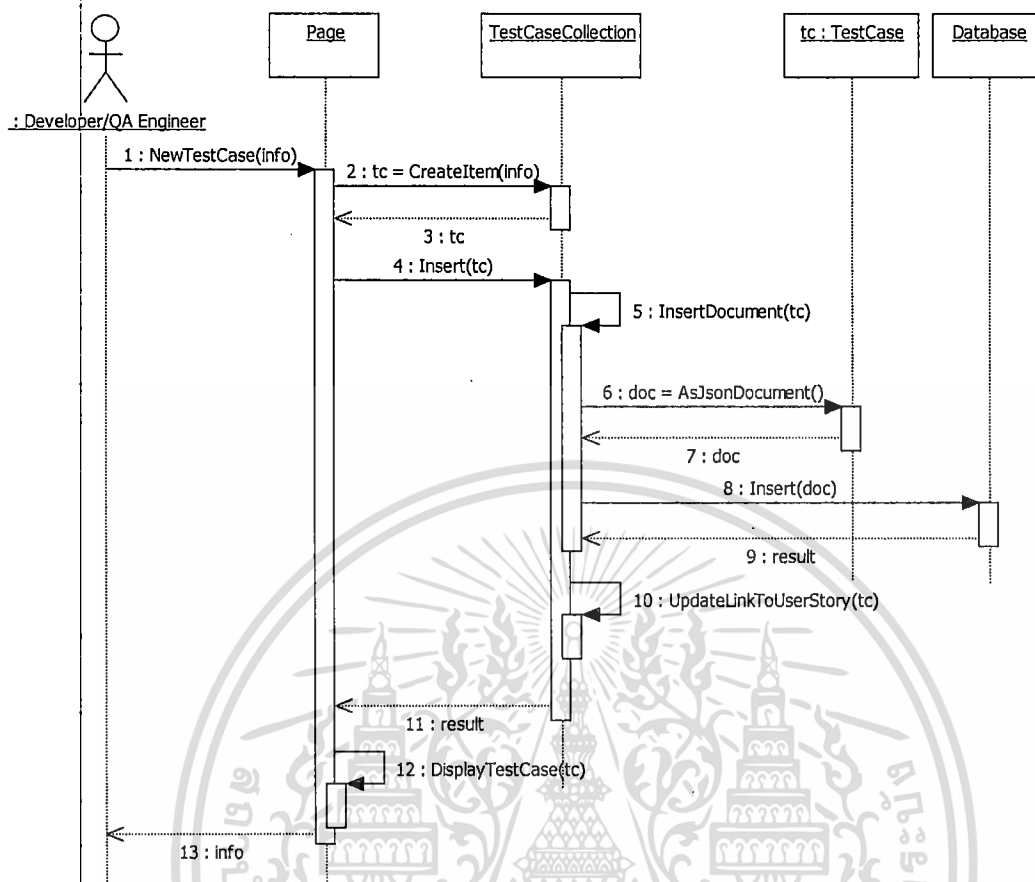 Page
TestCaseCollection
tc : TestCase
Database
: Developer/QA Engineer
1 : NewTestCase(info)
2 : tc = CreateItem(info)
3 : tc
4 : Insert(tc)
5 : InsertDocument(tc)
6 : doc = AsJsonDocument()
7 : doc
8 : Insert(doc)
9 : result
10 : UpdateLinkToUserStory(tc)
11 : result
12 : DisplayTestCase(tc)
13 : info